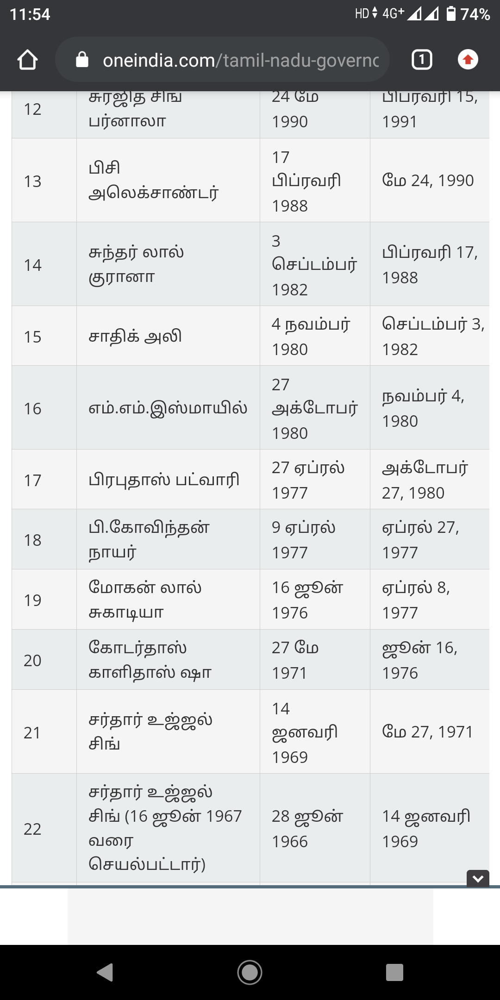 11:54
HD 4G+ 74%
oneindia.com/tamil-nadu-governo
1
12
சுரஜித் சிங்
பர்னாலா
24 மே
1990
பிப்ரவரி 15,
1991
13
பிசி
அலெக்சாண்டர்
17
பிப்ரவரி
1988
மே 24, 1990
14
சுந்தர் லால்
குரானா
3
செப்டம்பர்
1982
பிப்ரவரி 17,
1988
15
சாதிக் அலி
4 நவம்பர்
1980
செப்டம்பர் 3,
1982
16
எம்.எம்.இஸ்மாயில்
27
அக்டோபர்
1980
நவம்பர் 4,
1980
17
பிரபுதாஸ் பட்வாரி
27 ஏப்ரல்
1977
அக்டோபர்
27, 1980
18
பி.கோவிந்தன்
நாயர்
9 ஏப்ரல்
1977
ஏப்ரல் 27,
1977
19
மோகன் லால்
சுகாடியா
16 ஜூன்
1976
ஏப்ரல் 8,
1977
20
கோடர்தாஸ்
காளிதாஸ் ஷா
27 மே
1971
ஜூன் 16,
1976
21
சர்தார் உஜ்ஜல்
சிங்
14
ஜனவரி
1969
மே 27, 1971
22
சர்தார் உஜ்ஜல்
சிங் (16 ஜூன் 1967
வரை
செயல்பட்டார்)
28 ஜூன்
1966
14 ஜனவரி
1969